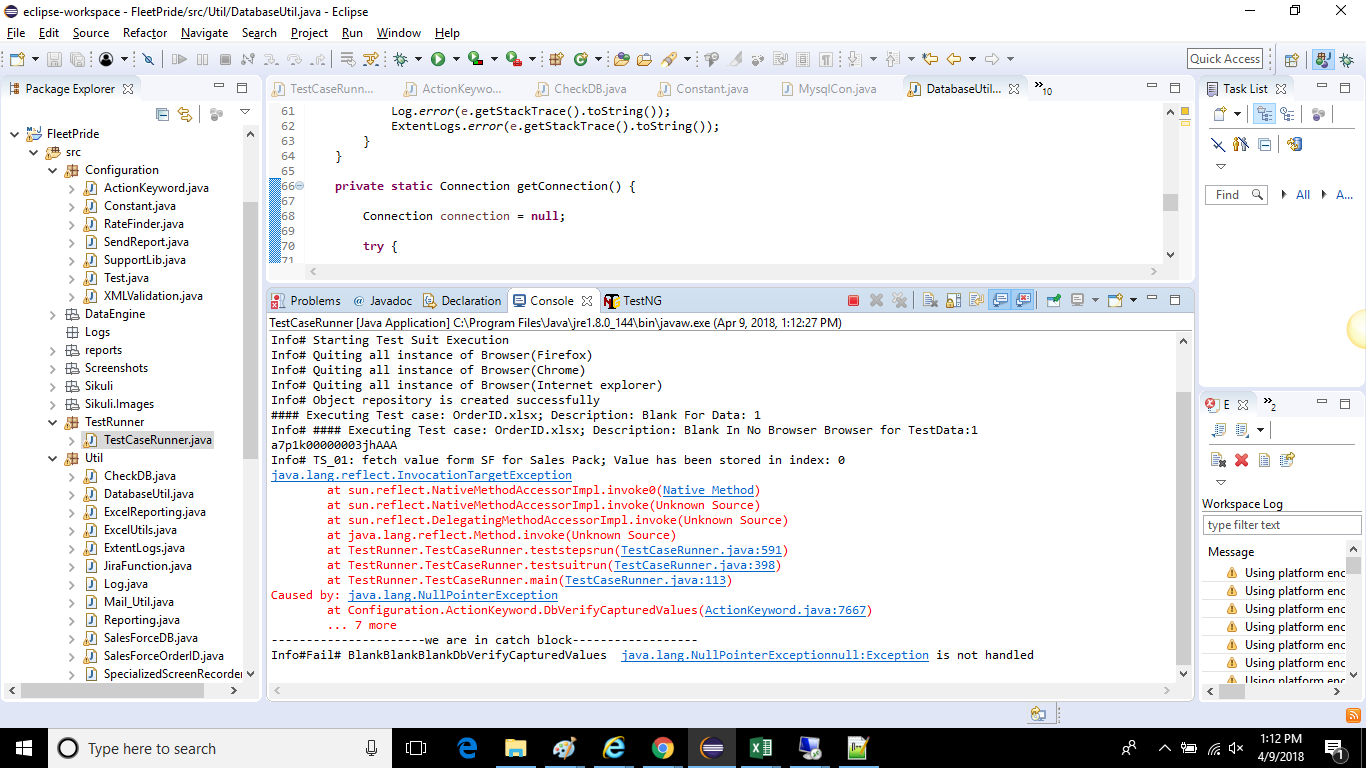 eclipse-workspace - FleetPride/src/Util/DatabaseUtil.java - Eclipse
File Edit Source Refactor Navigate Search Project Run Window Help
Quick Access
Package Explorer
FleetPride
src
Configuration
ActionKeyword.java
Constant.java
RateFinder.java
SendReport.java
SupportLib.java
Test.java
XMLValidation.java
DataEngine
Logs
reports
Screenshots
Sikuli
Sikuli.Images
TestRunner
TestCaseRunner.java
Util
CheckDB.java
DatabaseUtil.java
ExcelReporting.java
ExcelUtils.java
ExtentLogs.java
JiraFunction.java
Log.java
Mail_Util.java
Reporting.java
SalesForceDB.java
SalesForceOrderID.java
SpecializedScreenRecorder
TestCaseRunn... ActionKeywo... CheckDB.java Constant.java MysqlCon.java DatabaseUtil... »10
61 Log.error(e.getStackTrace().toString());
62 ExtentLogs.error(e.getStackTrace().toString());
63 }
64 }
65
66 private static Connection getConnection() {
67
68 Connection connection = null;
69
70 try {
71
Problems @ Javadoc Declaration Console TestNG
TestCaseRunner [Java Application] C:\Program Files\Java\jre1.8.0_144\bin\javaw.exe (Apr 9, 2018, 1:12:27 PM)
Info# Starting Test Suit Execution
Info# Quiting all instance of Browser(Firefox)
Info# Quiting all instance of Browser(Chrome)
Info# Quiting all instance of Browser(Internet explorer)
Info# Object repository is created successfully
#### Executing Test case: OrderID.xlsx; Description: Blank For Data: 1
Info# #### Executing Test case: OrderID.xlsx; Description: Blank In No Browser Browser for TestData:1
a7p1k00000003jhAAA
Info# TS_01: fetch value form SF for Sales Pack; Value has been stored in index: 0
java.lang.reflect.InvocationTargetException
at sun.reflect.NativeMethodAccessorImpl.invoke0(Native Method)
at sun.reflect.NativeMethodAccessorImpl.invoke(Unknown Source)
at sun.reflect.DelegatingMethodAccessorImpl.invoke(Unknown Source)
at java.lang.reflect.Method.invoke(Unknown Source)
at TestRunner.TestCaseRunner.teststepsrun(TestCaseRunner.java:591)
at TestRunner.TestCaseRunner.testsuitrun(TestCaseRunner.java:398)
at TestRunner.TestCaseRunner.main(TestCaseRunner.java:113)
Caused by: java.lang.NullPointerException
at Configuration.ActionKeyword.DbVerifyCapturedValues(ActionKeyword.java:7667)
... 7 more
----------------------we are in catch block------------------
Info#Fail# BlankBlankBlankDbVerifyCapturedValues java.lang.NullPointerExceptionnull:Exception is not handled
Task List
Find All A...
E »2
Workspace Log
type filter text
Message
Using platform enc
Using platform enc
Using platform enc
Using platform enc
Using platform enc
Using platform enc
Using platform enc
Type here to search
1:12 PM
4/9/2018
1